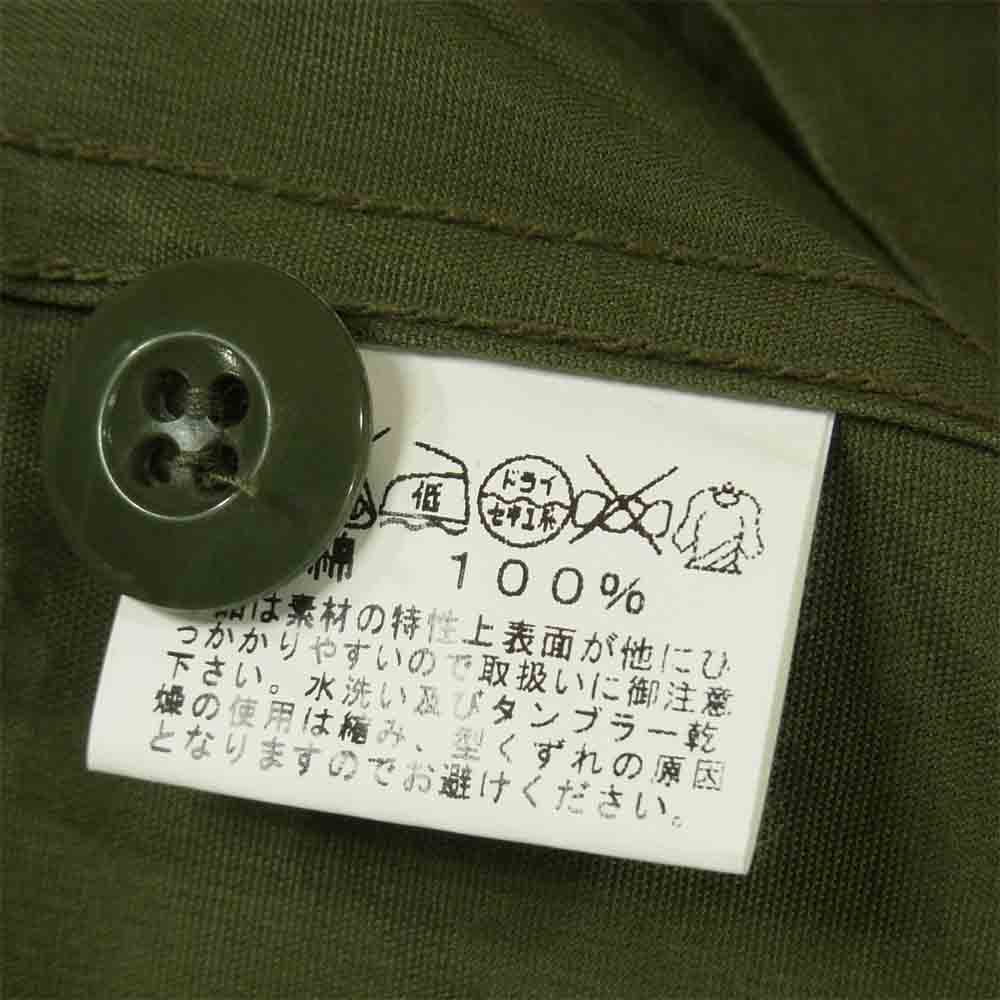 低 ドライ
セキユ系
綿 100%
は素材の特性上表面が他にひ
っかかりやすいので取扱いに御注意
下さい。水洗い及びタンブラー乾
燥の使用は縮み、型くずれの原因
となりますのでお避けください。